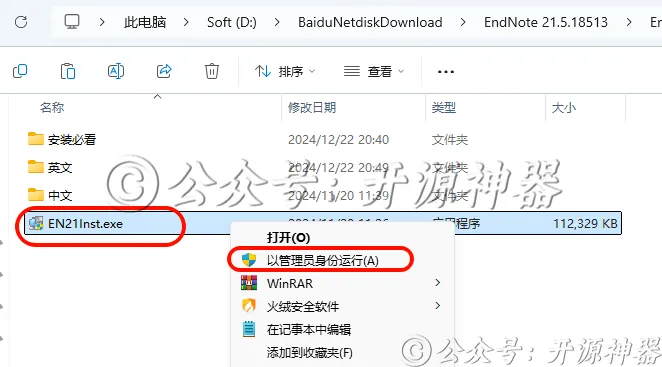 此电脑 > Soft (D:) > BaiduNetdiskDownload > EndNote 21.5.18513 > En
排序 查看 ...
名称 修改日期 类型 大小
安装必看 2024/12/22 20:40 文件夹
英文 2024/12/22 20:49 文件夹
中文 2024/11/20 11:39 文件夹
©公众号：开源神器
EN21Inst.exe 应用程序 112,329 KB
打开(O)
以管理员身份运行(A)
WinRAR >
火绒安全软件 >
在记事本中编辑
添加到收藏夹(F)
©公众号：开源神器